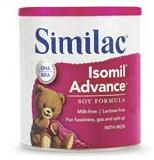 Similac
DHA
ARA
Isomil®
Advance®
SOY FORMULA
Milk-free • Lactose-free
For fussiness, gas and spit-up
WITH IRON